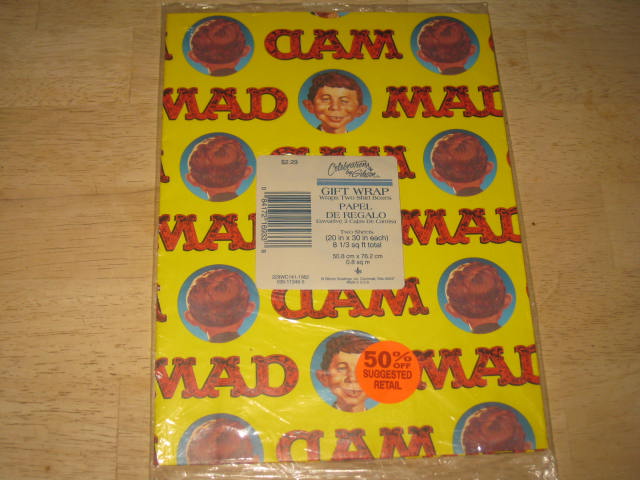 MAD
MAD MAD
MAD
$2.29
Celebrations
by Gibson
GIFT WRAP
Wraps Two Shirt Boxes
PAPEL
DE REGALO
Envuelve 2 Cajas De Camisa
Two Sheets
(20 in x 30 in each)
8 1/3 sq ft total
50.8 cm x 76.2 cm
0.8 sq m
MAD
MAD MAD
50%
OFF
SUGGESTED
RETAIL
MAD